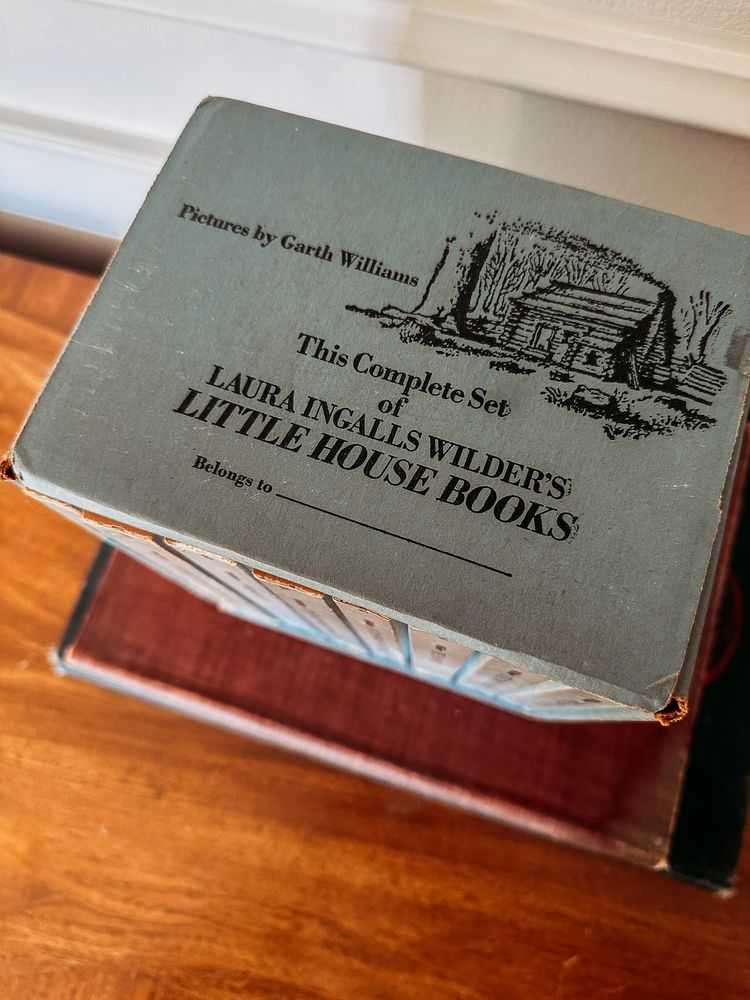 Pictures by Garth Williams
This Complete Set
of
LAURA INGALLS WILDER'S
LITTLE HOUSE BOOKS
Belongs to